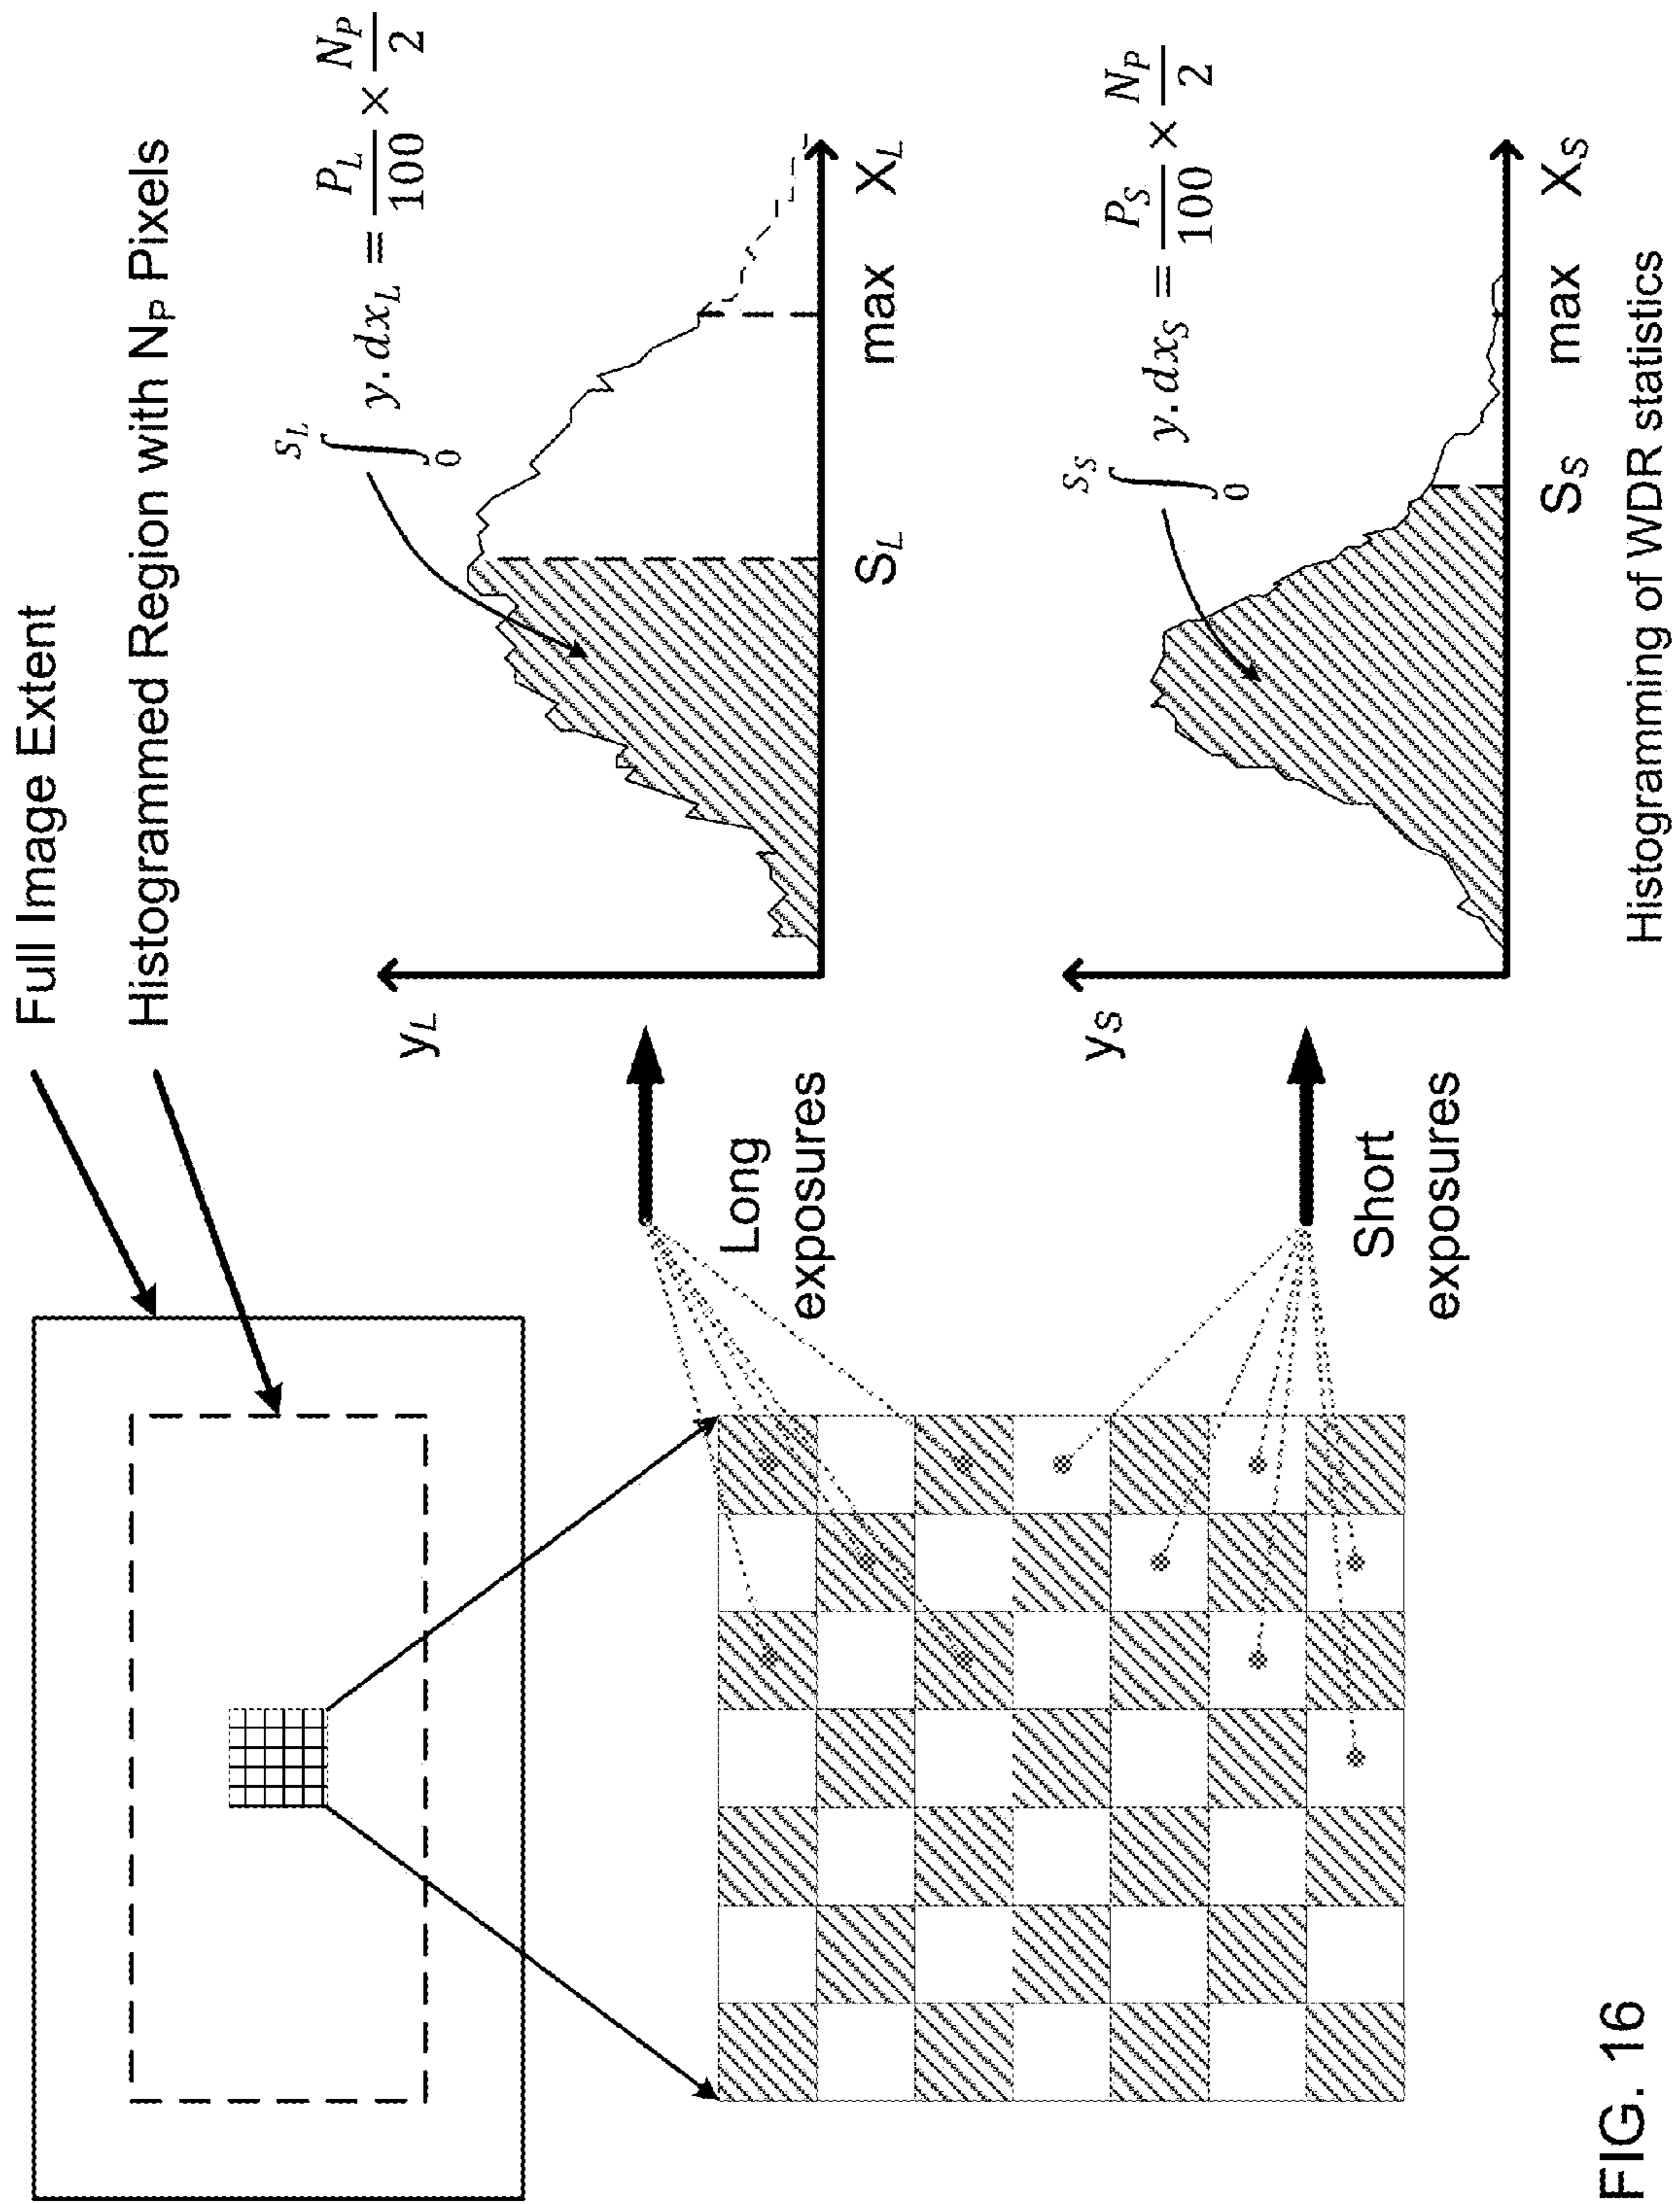 Full Image Extent
Histogrammed Region with N_P Pixels
∫_0^{S_L} y.dx_L = P_L/100 × N_P/2
y_L
S_L max X_L
Long
exposures
∫_0^{S_S} y.dx_S = P_S/100 × N_P/2
y_S
S_S max X_S
Short
exposures
Histogramming of WDR statistics
FIG. 16